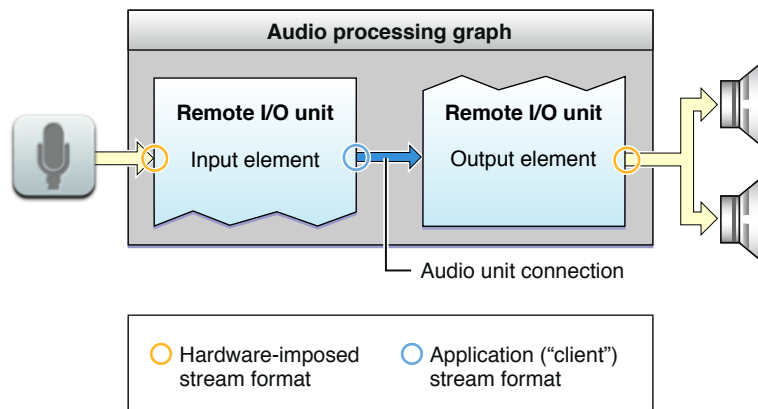 Audio processing graph
Remote I/O unit
Input element
Remote I/O unit
Output element
Audio unit connection
Hardware-imposed
stream format
Application (“client”)
stream format